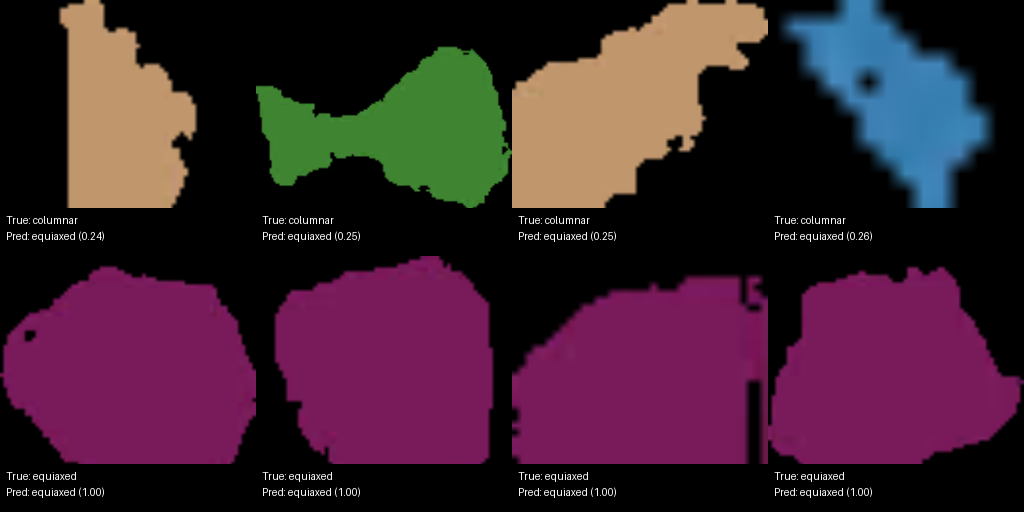 True: columnar
Pred: equiaxed (0.24)
True: columnar
Pred: equiaxed (0.25)
True: columnar
Pred: equiaxed (0.25)
True: columnar
Pred: equiaxed (0.26)
True: equiaxed
Pred: equiaxed (1.00)
True: equiaxed
Pred: equiaxed (1.00)
True: equiaxed
Pred: equiaxed (1.00)
True: equiaxed
Pred: equiaxed (1.00)